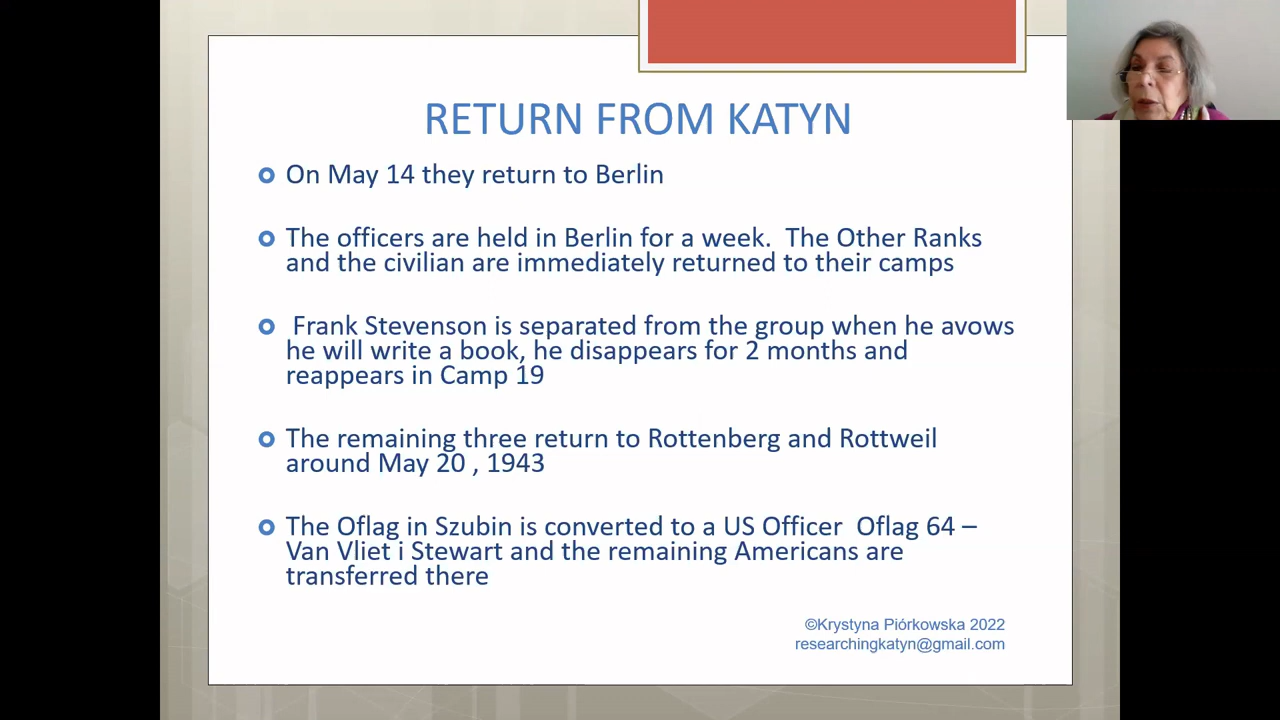 RETURN FROM KATYN
On May 14 they return to Berlin
The officers are held in Berlin for a week.  The Other Ranks
and the civilian are immediately returned to their camps
Frank Stevenson is separated from the group when he avows
he will write a book, he disappears for 2 months and
reappears in Camp 19
The remaining three return to Rottenberg and Rottweil
around May 20 , 1943
The Oflag in Szubin is converted to a US Officer  Oflag 64 –
Van Vliet i Stewart and the remaining Americans are
transferred there
©Krystyna Piórkowska 2022
researchingkatyn@gmail.com